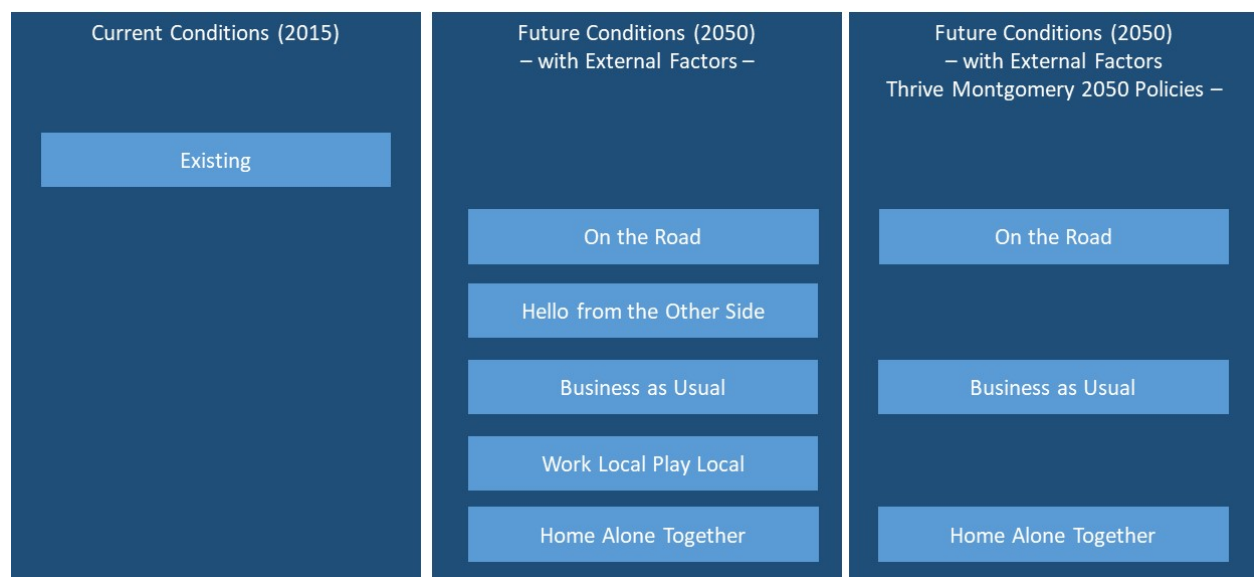 Current Conditions (2015)
Existing
Future Conditions (2050)
– with External Factors –
On the Road
Hello from the Other Side
Business as Usual
Work Local Play Local
Home Alone Together
Future Conditions (2050)
– with External Factors
Thrive Montgomery 2050 Policies –
On the Road
Business as Usual
Home Alone Together